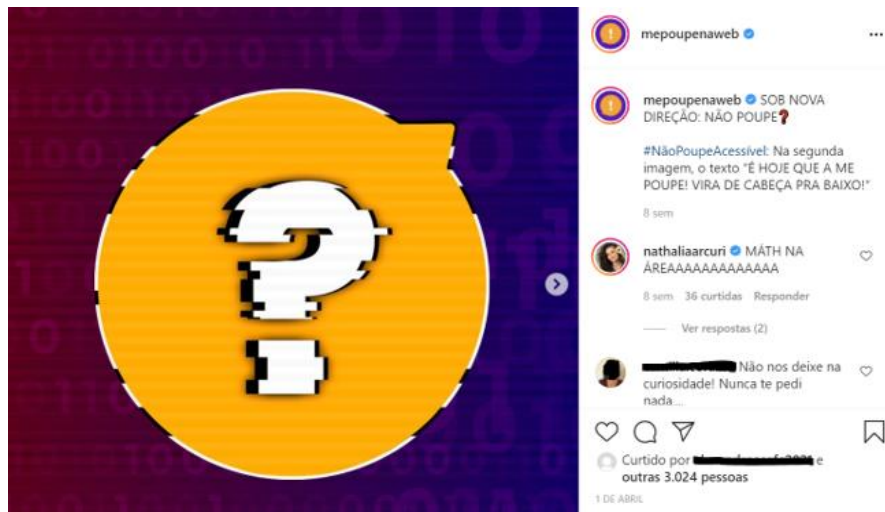 mepoupenaweb
mepoupenaweb SOB NOVA
DIREÇÃO: NÃO POUPE❓
#NãoPoupeAcessível: Na segunda
imagem, o texto "É HOJE QUE A ME
POUPE! VIRA DE CABEÇA PRA BAIXO!"
8 sem
nathaliaarcuri MÁTH NA
ÁREAAAAAAAAAAAAA
8 sem 36 curtidas Responder
Ver respostas (2)
Não nos deixe na
curiosidade! Nunca te pedi
nada...
Curtido por e
outras 3.024 pessoas
1 DE ABRIL
?